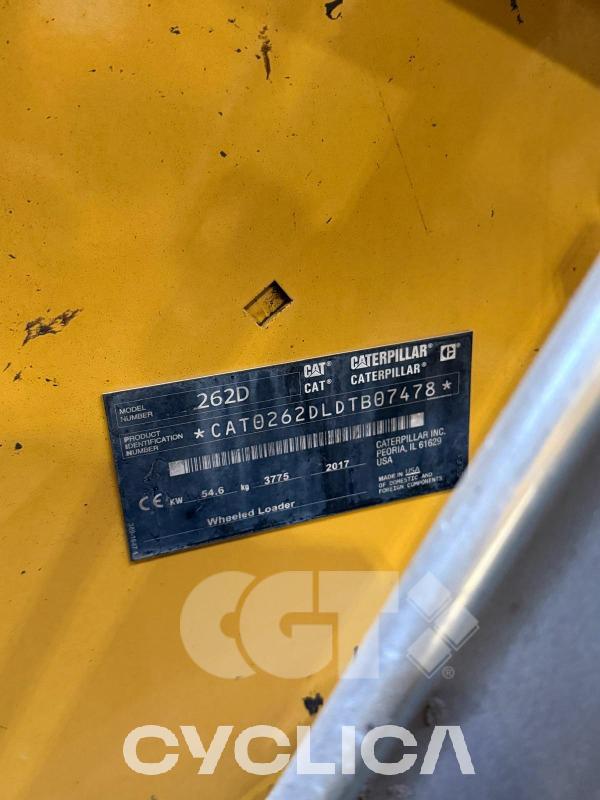 MODEL NUMBER 262D CAT® CATERPILLAR®
CAT® CATERPILLAR®
PRODUCT IDENTIFICATION NUMBER *CAT0262DLDTB07478*
CATERPILLAR INC.
PEORIA, IL 61629
USA
CE KW 54.6 kg 3775 2017
MADE IN USA
OF DOMESTIC AND
FOREIGN COMPONENTS
Wheeled Loader
CGT®
CYCLICA